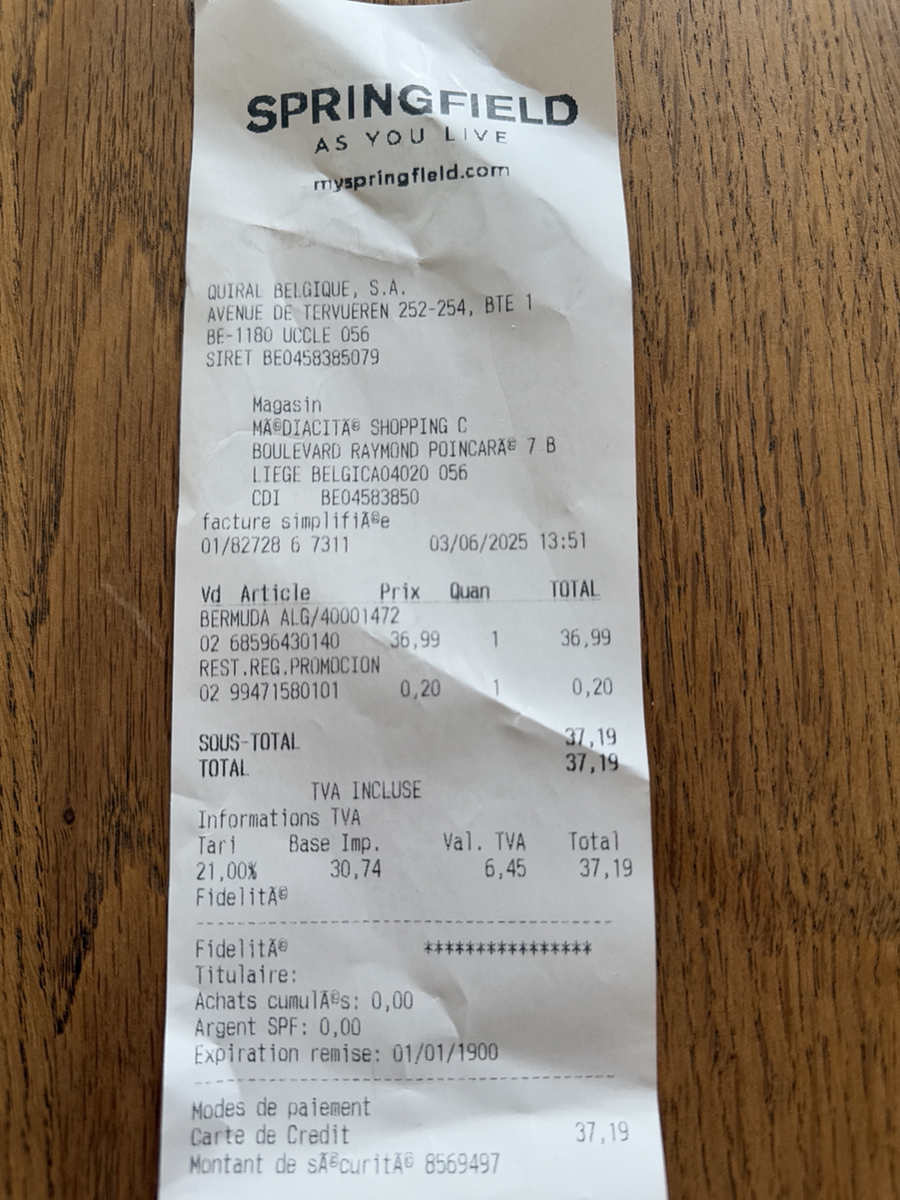 SPRINGFIELD
AS YOU LIVE
myspringfield.com
QUIRAL BELGIQUE, S.A.
AVENUE DE TERVUEREN 252-254, BTE 1
BE-1180 UCCLE 056
SIRET BE0458385079
Magasin
MÃ©DIACITÃ© SHOPPING C
BOULEVARD RAYMOND POINCARÃ© 7 B
LIEGE BELGICA04020 056
CDI BE04583850
facture simplifiÃ©e
01/82728 6 7311 03/06/2025 13:51
Vd Article Prix Quan TOTAL
BERMUDA ALG/40001472
02 68596430140 36,99 1 36,99
REST.REG.PROMOCION
02 99471580101 0,20 1 0,20
SOUS-TOTAL 37,19
TOTAL 37,19
TVA INCLUSE
Informations TVA
Tari Base Imp. Val. TVA Total
21,00% 30,74 6,45 37,19
FidelitÃ©
Fidelitã© ****************
Titulaire:
Achats cumulÃ©s: 0,00
Argent SPF: 0,00
Expiration remise: 01/01/1900
Modes de paiement
Carte de Credit 37,19
Montant de sÃ©curitÃ© 8569497